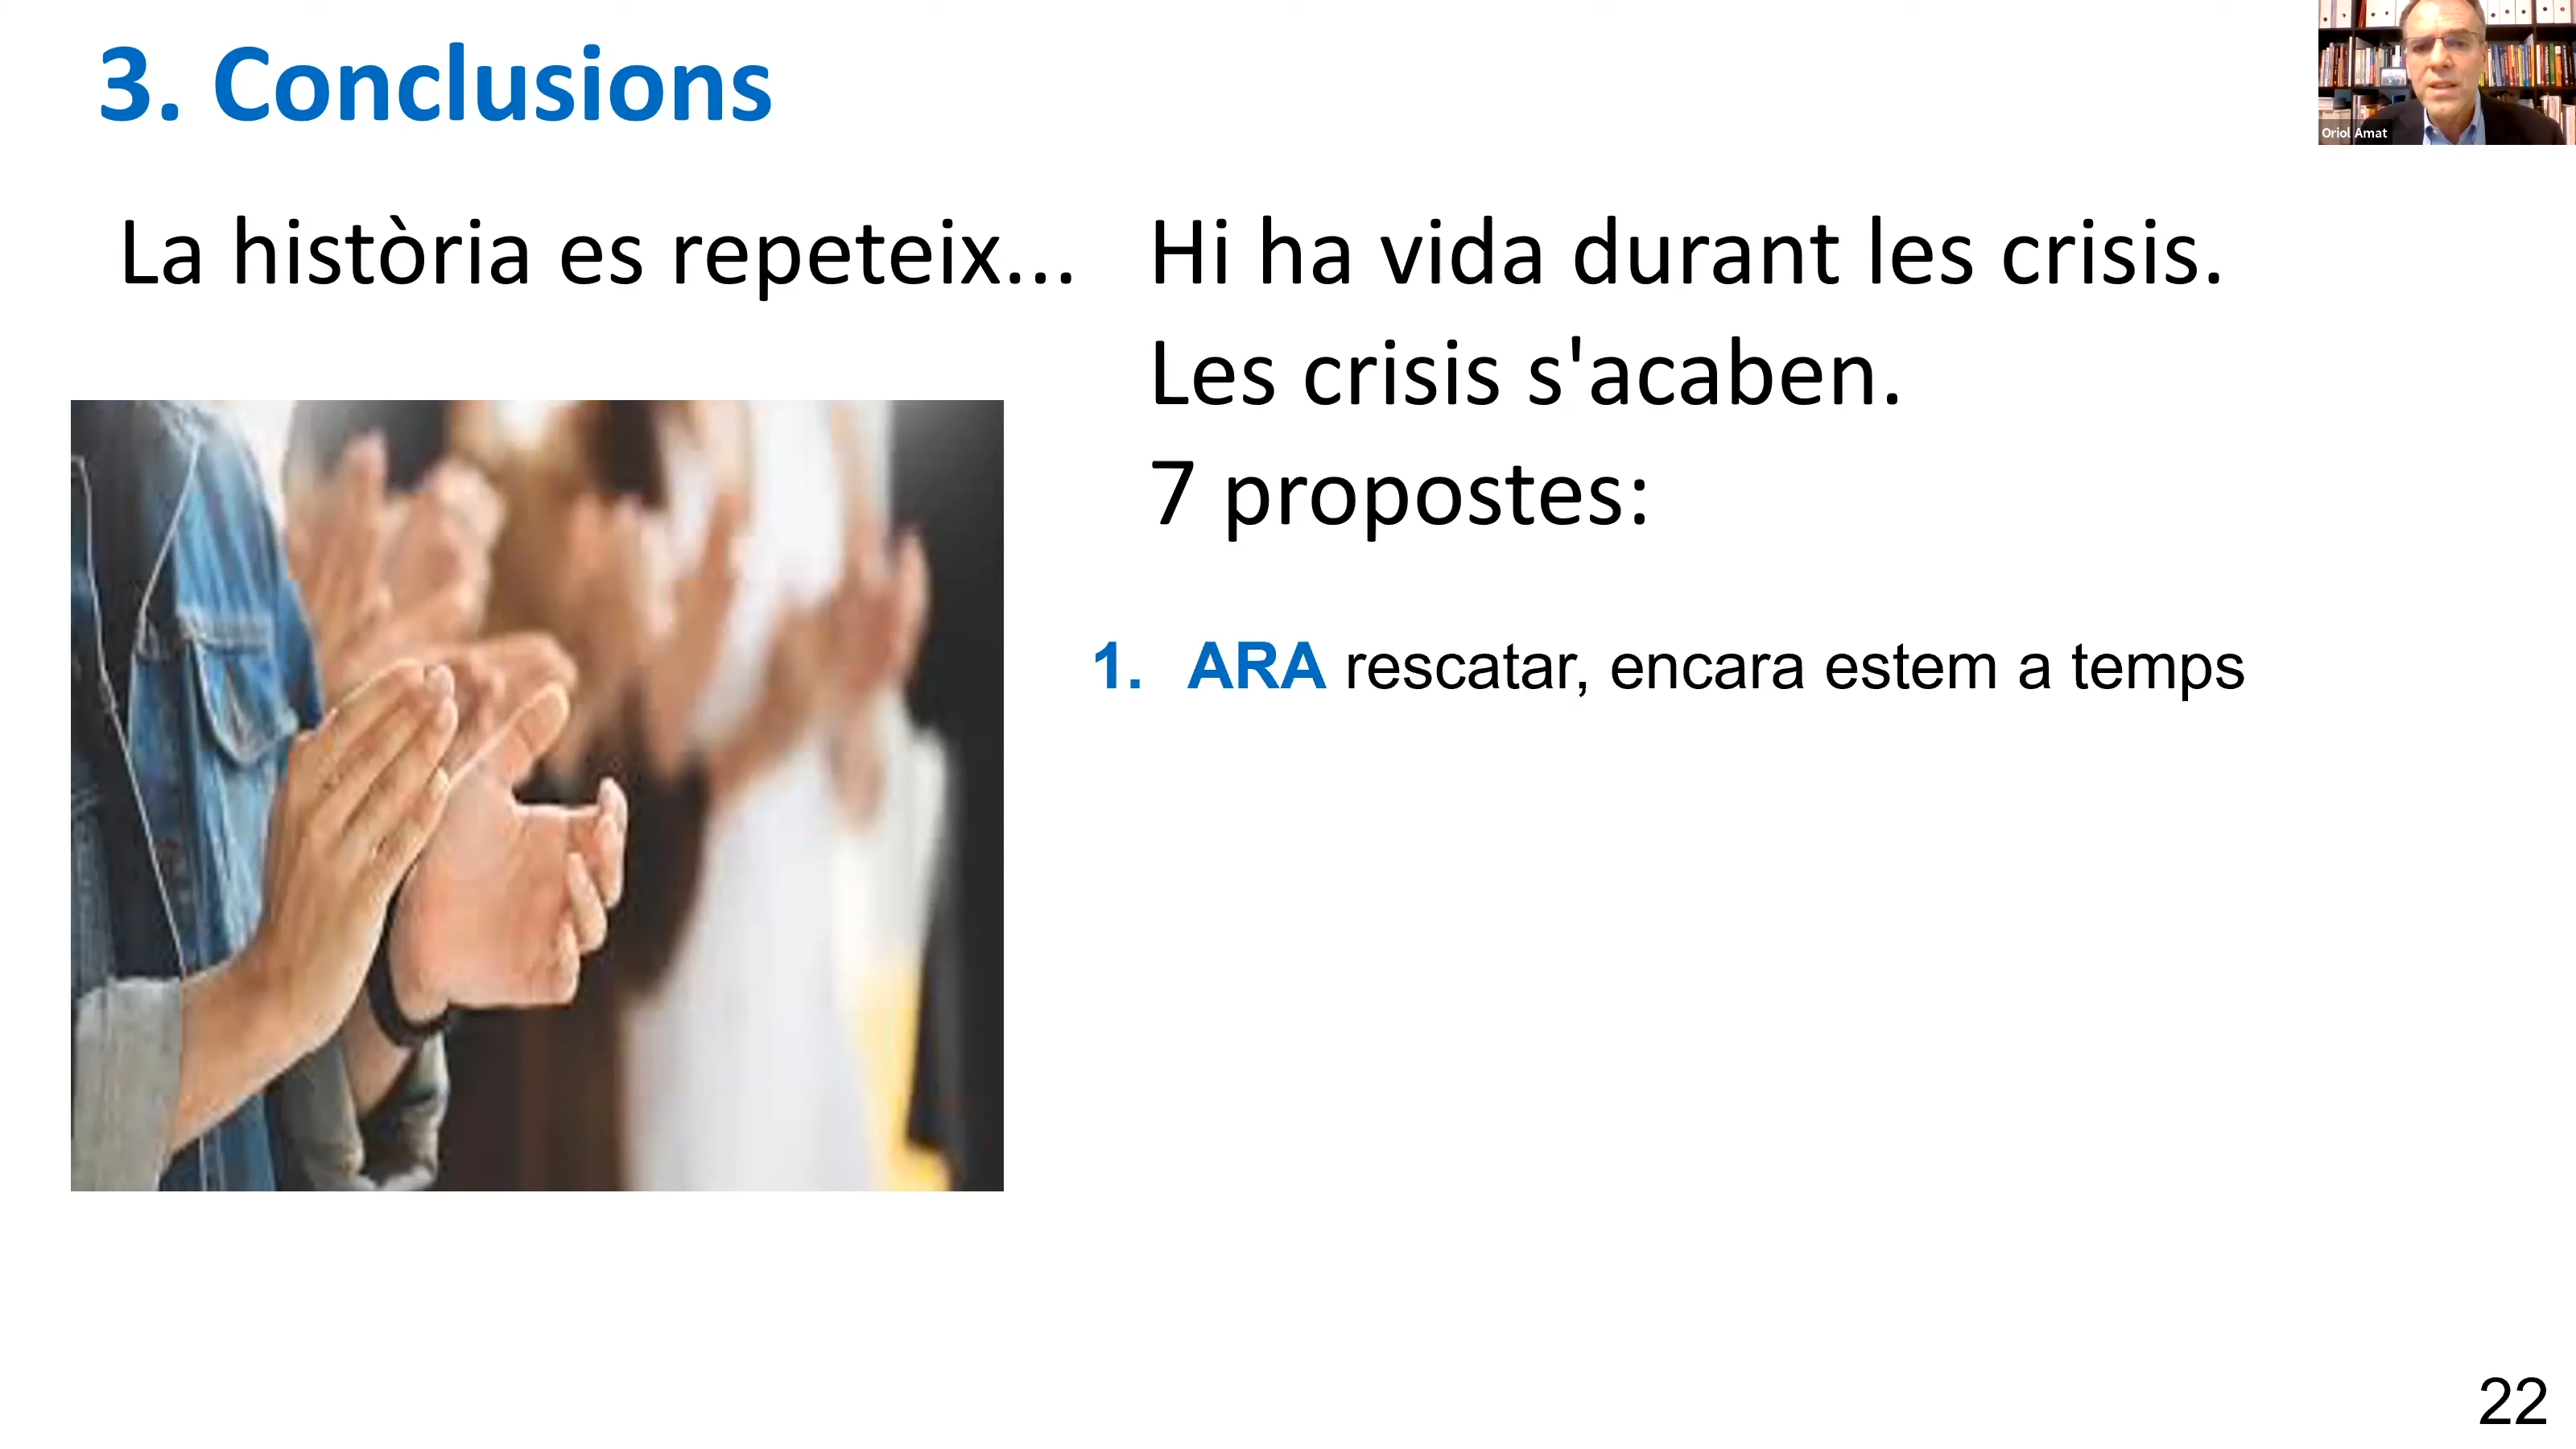 3. Conclusions
Oriol Amat
La història es repeteix...
Hi ha vida durant les crisis.
Les crisis s'acaben.
7 propostes:
1. ARA rescatar, encara estem a temps
22